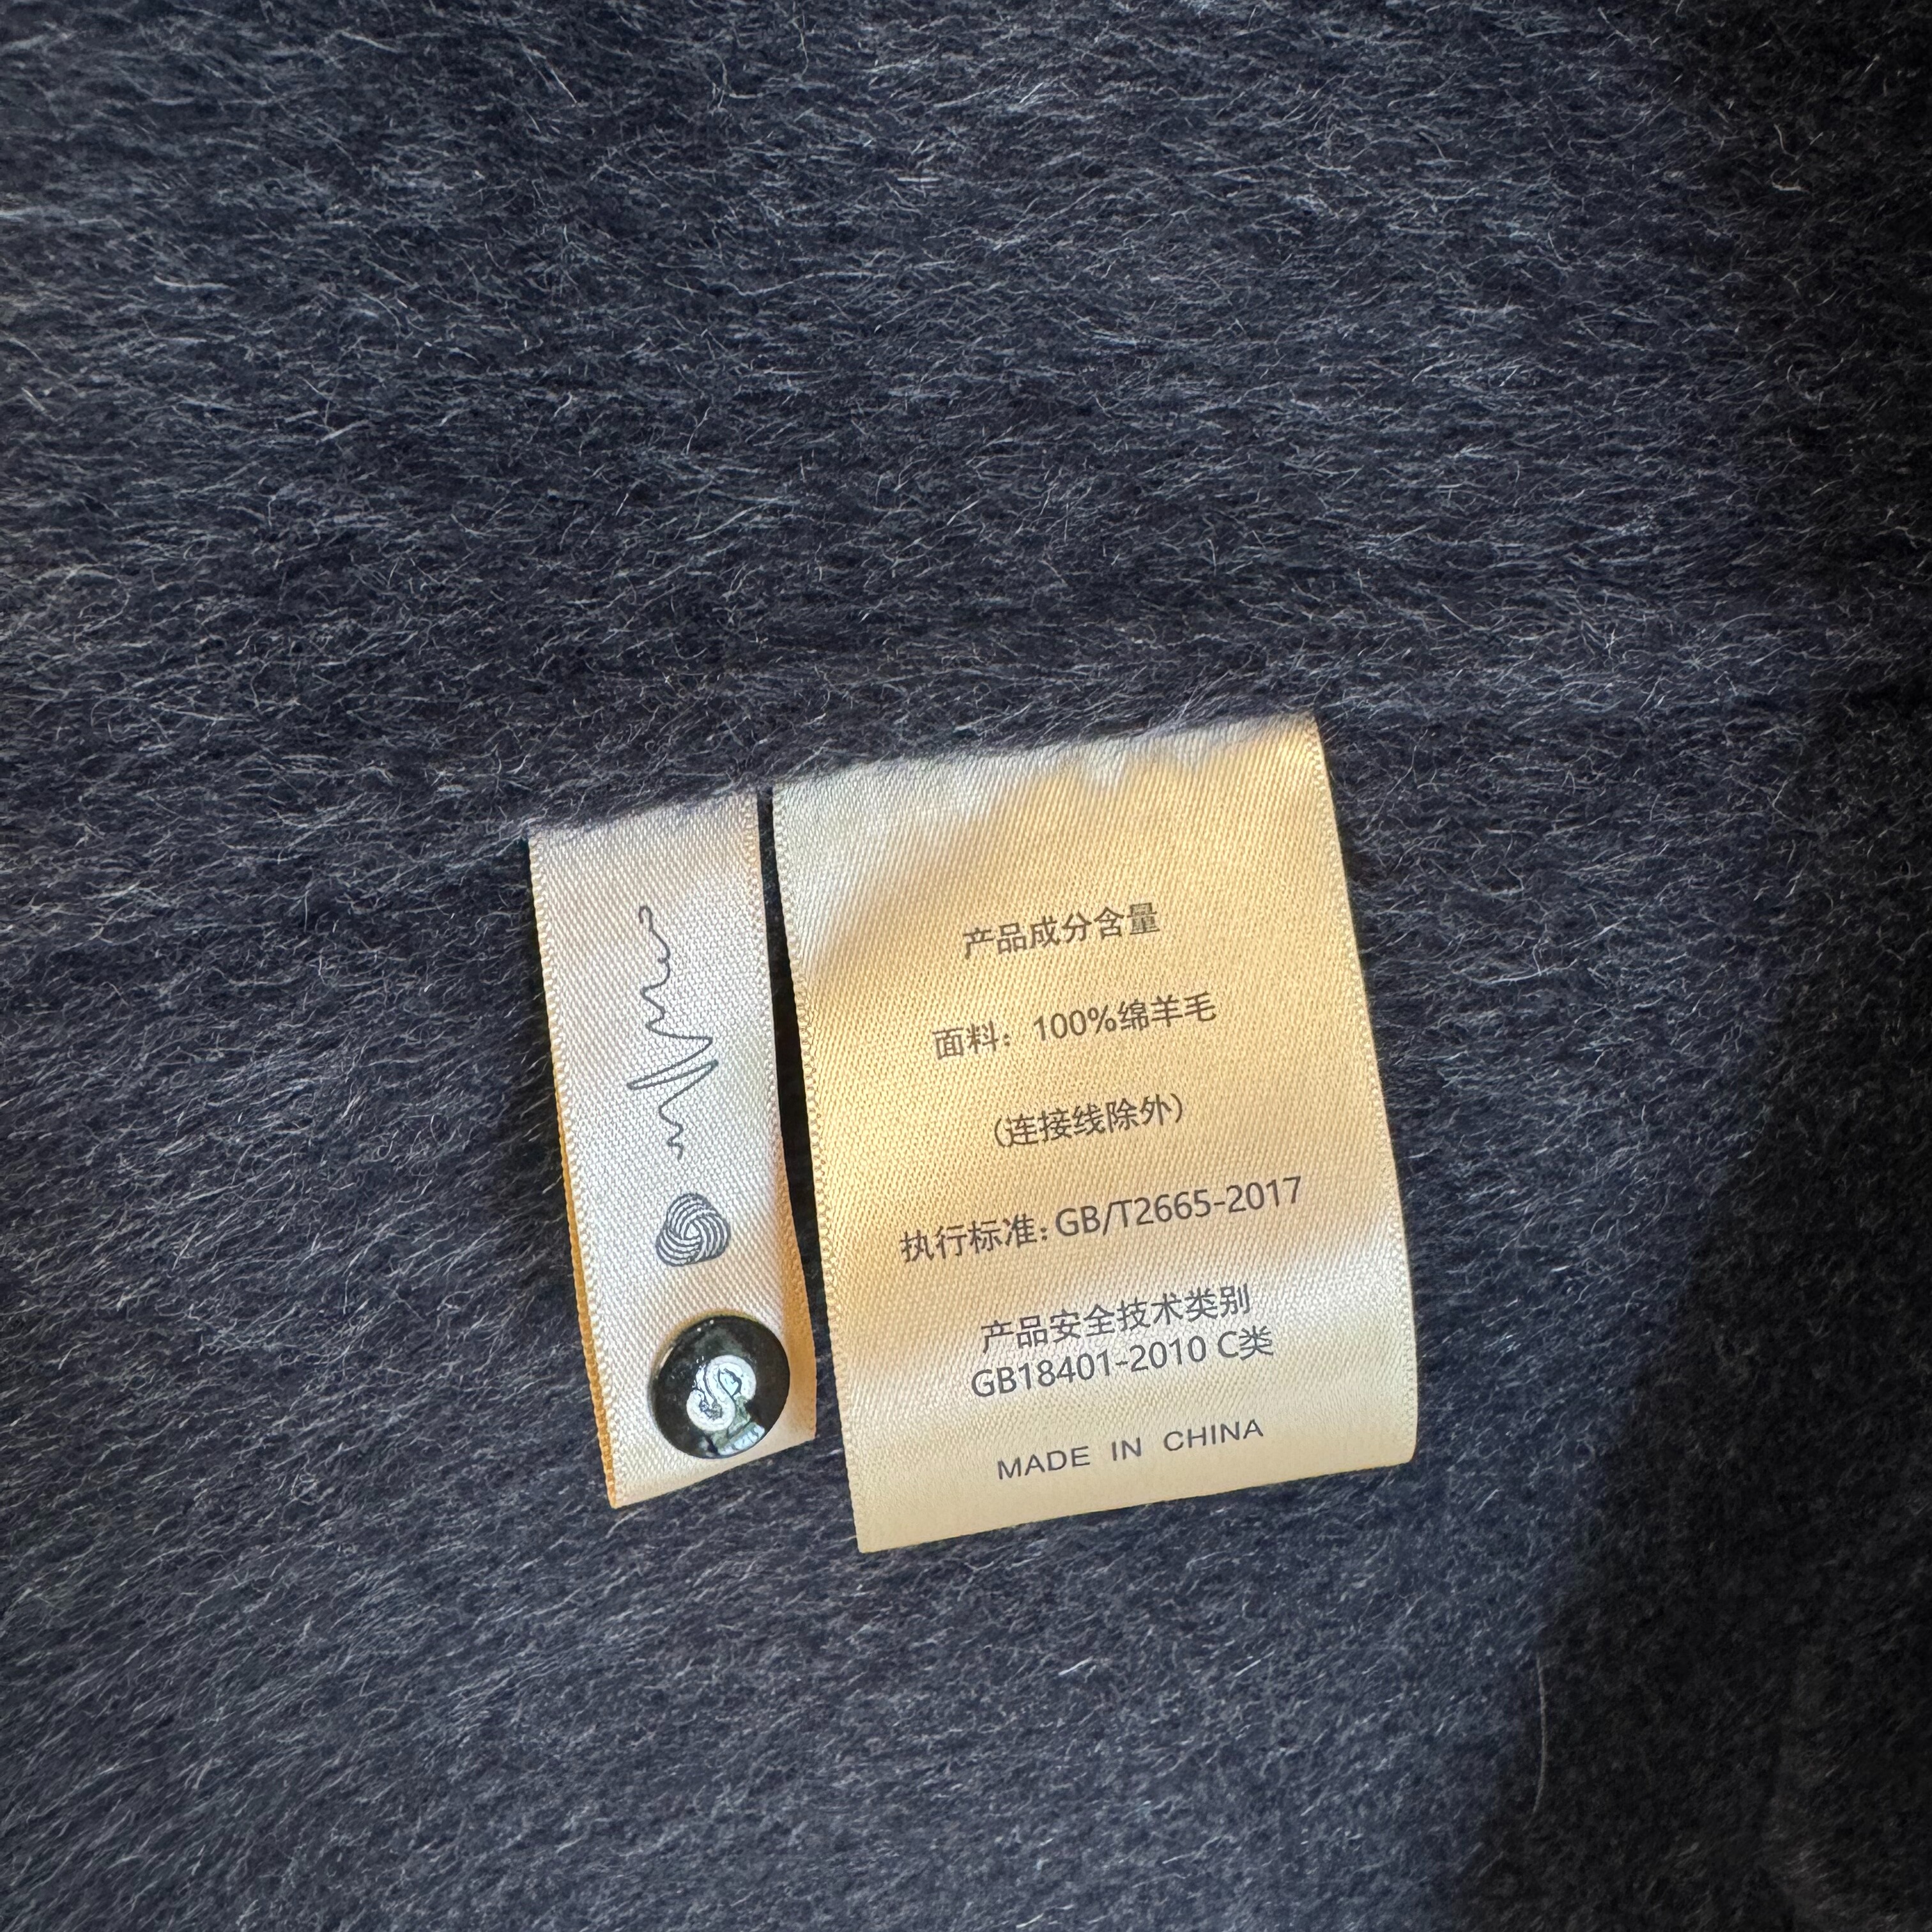 产品成分含量
面料：100%绵羊毛
（连接线除外）
执行标准：GB/T2665-2017
产品安全技术类别
GB18401-2010 C类
MADE IN CHINA